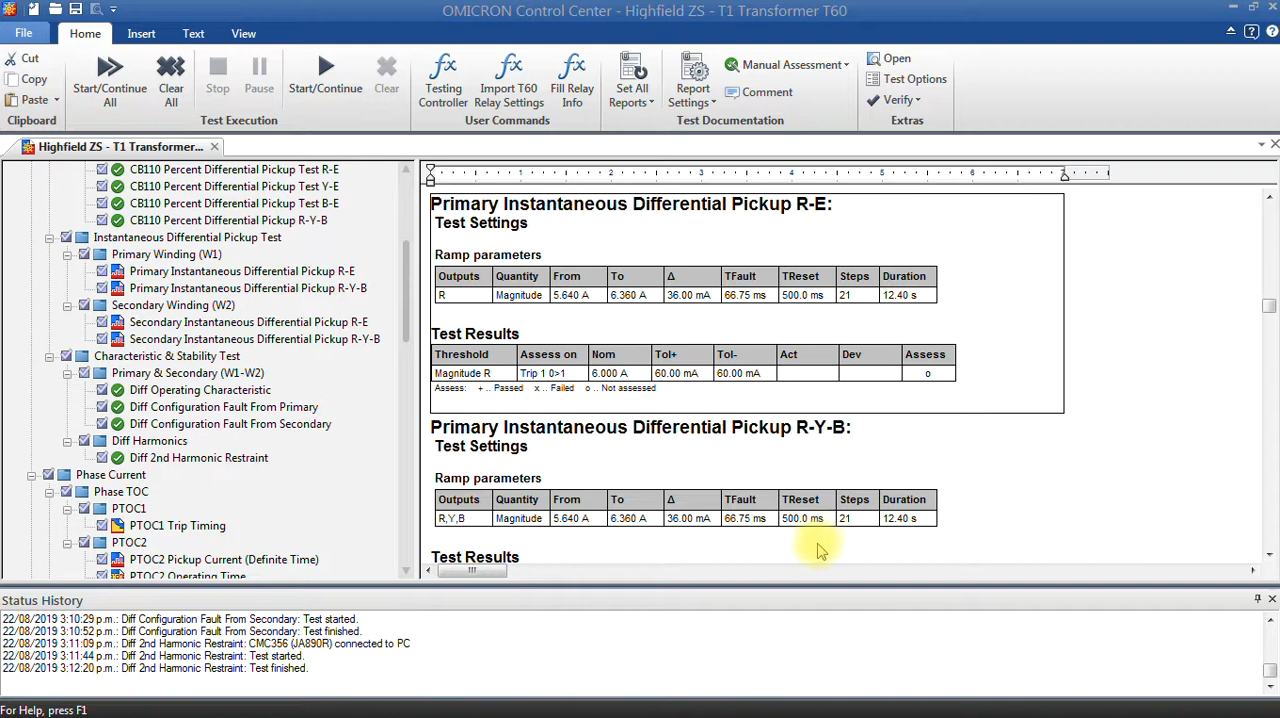 OMICRON Control Center - Highfield ZS - T1 Transformer T60
File Home Insert Text View
Cut
Copy
Paste
Clipboard
Start/Continue All
Clear All
Stop
Pause
Start/Continue
Clear
Test Execution
fx Testing Controller
fx Import T60 Relay Settings
fx Fill Relay Info
User Commands
Set All Reports
Report Settings
Manual Assessment
Comment
Test Documentation
Open
Test Options
Verify
Extras
Highfield ZS - T1 Transformer...
CB110 Percent Differential Pickup Test R-E
CB110 Percent Differential Pickup Test Y-E
CB110 Percent Differential Pickup Test B-E
CB110 Percent Differential Pickup R-Y-B
Instantaneous Differential Pickup Test
Primary Winding (W1)
Primary Instantaneous Differential Pickup R-E
Primary Instantaneous Differential Pickup R-Y-B
Secondary Winding (W2)
Secondary Instantaneous Differential Pickup R-E
Secondary Instantaneous Differential Pickup R-Y-B
Characteristic & Stability Test
Primary & Secondary (W1-W2)
Diff Operating Characteristic
Diff Configuration Fault From Primary
Diff Configuration Fault From Secondary
Diff Harmonics
Diff 2nd Harmonic Restraint
Phase Current
Phase TOC
PTOC1
PTOC1 Trip Timing
PTOC2
PTOC2 Pickup Current (Definite Time)
PTOC2 Operating Time
1 2 3 4 5 6 7
Primary Instantaneous Differential Pickup R-E:
Test Settings
Ramp parameters
Outputs Quantity From To Δ TFault TReset Steps Duration
R Magnitude 5.640 A 6.360 A 36.00 mA 66.75 ms 500.0 ms 21 12.40 s
Test Results
Threshold Assess on Nom Tol+ Tol- Act Dev Assess
Magnitude R Trip 1 0>1 6.000 A 60.00 mA 60.00 mA o
Assess: + .. Passed x .. Failed o .. Not assessed
Primary Instantaneous Differential Pickup R-Y-B:
Test Settings
Ramp parameters
Outputs Quantity From To Δ TFault TReset Steps Duration
R,Y,B Magnitude 5.640 A 6.360 A 36.00 mA 66.75 ms 500.0 ms 21 12.40 s
Test Results
Status History
22/08/2019 3:10:29 p.m.: Diff Configuration Fault From Secondary: Test started.
22/08/2019 3:10:52 p.m.: Diff Configuration Fault From Secondary: Test finished.
22/08/2019 3:11:09 p.m.: Diff 2nd Harmonic Restraint: CMC356 (JA890R) connected to PC
22/08/2019 3:11:44 p.m.: Diff 2nd Harmonic Restraint: Test started.
22/08/2019 3:12:20 p.m.: Diff 2nd Harmonic Restraint: Test finished.
For Help, press F1